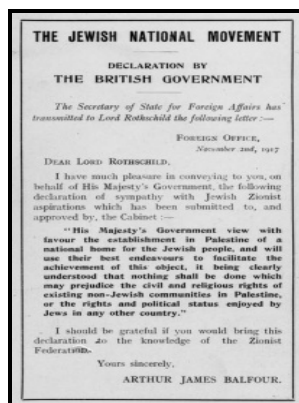 THE JEWISH NATIONAL MOVEMENT
DECLARATION BY
THE BRITISH GOVERNMENT
The Secretary of State for Foreign Affairs has
transmitted to Lord Rothschild the following letter :—
FOREIGN OFFICE,
November 2nd, 1917
DEAR LORD ROTHSCHILD,
I have much pleasure in conveying to you, on
behalf of His Majesty's Government, the following
declaration of sympathy with Jewish Zionist
aspirations which has been submitted to, and
approved by, the Cabinet :—
"His Majesty's Government view with
favour the establishment in Palestine of a
national home for the Jewish people, and will
use their best endeavours to facilitate the
achievement of this object, it being clearly
understood that nothing shall be done which
may prejudice the civil and religious rights of
existing non-Jewish communities in Palestine,
or the rights and political status enjoyed by
Jews in any other country."
I should be grateful if you would bring this
declaration to the knowledge of the Zionist
Federation.
Yours sincerely,
ARTHUR JAMES BALFOUR.